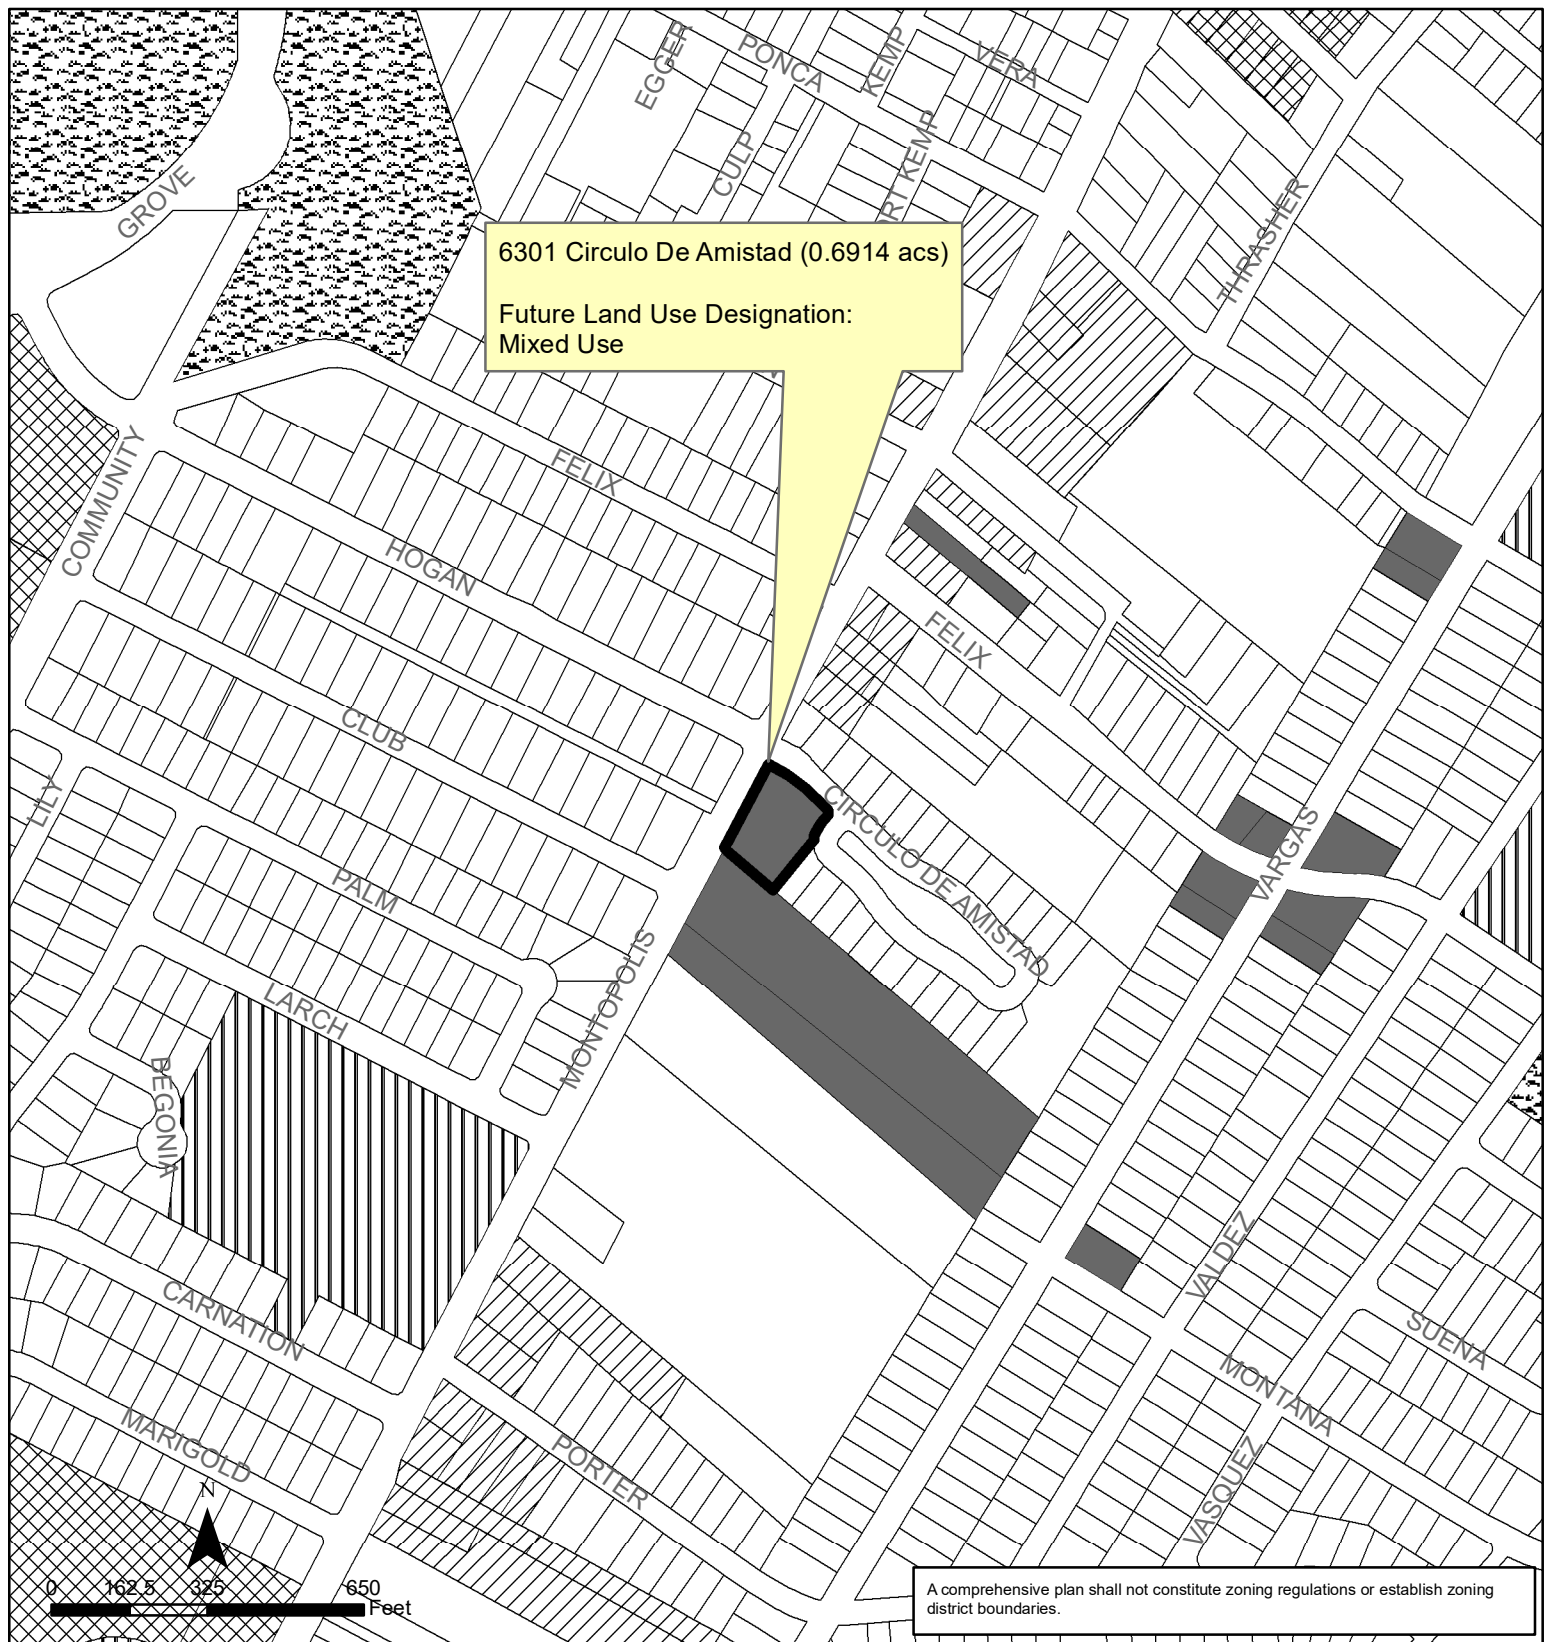 EGGER
PONCA
KEMP
VERA
CULP
ORT KEMP
GROVE
THRASHER
6301 Circulo De Amistad (0.6914 acs)
Future Land Use Designation:
Mixed Use
COMMUNITY
FELIX
HOGAN
FELIX
CLUB
LILY
CIRCULO DE AMISTAD
VARGAS
PALM
MONTOPOLIS
LARCH
BEGONIA
VALDEZ
CARNATION
SUENA
MONTANA
MARIGOLD
PORTER
VASQUEZ
N
0 162.5 325 650
Feet
A comprehensive plan shall not constitute zoning regulations or establish zoning
district boundaries.